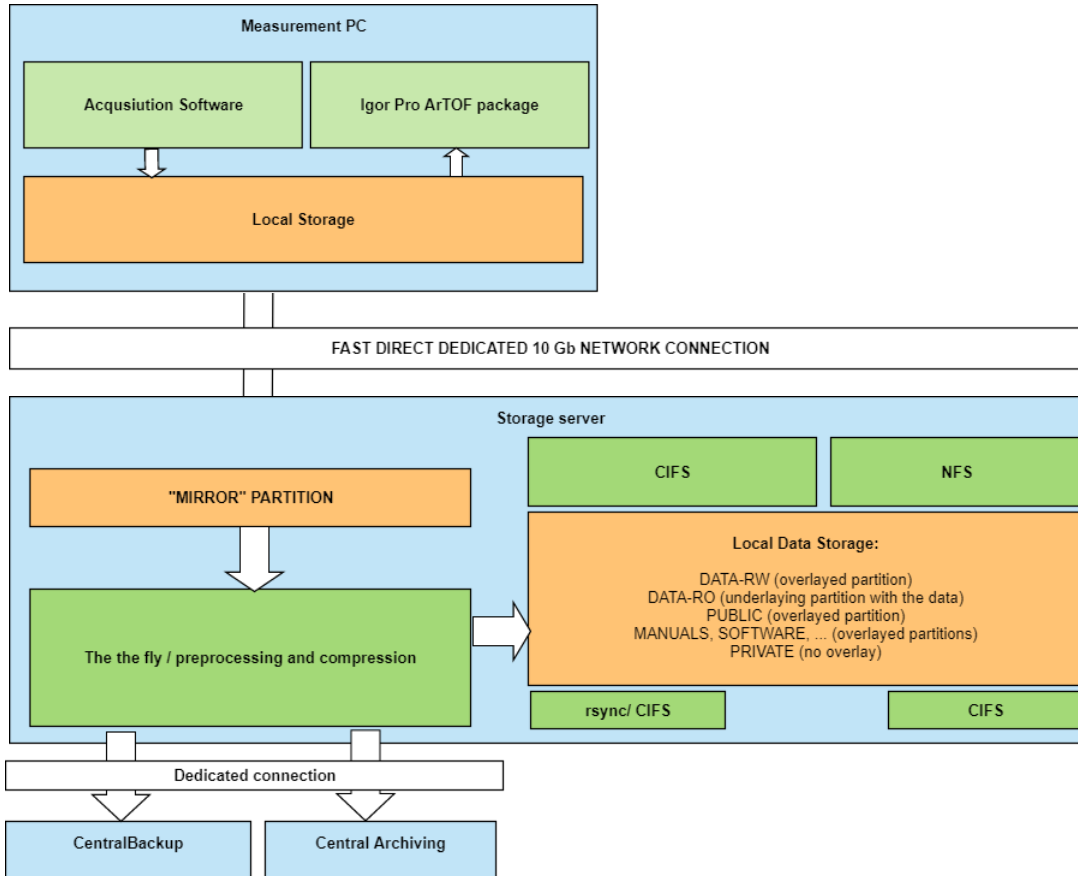 Measurement PC
Acqusiution Software
Igor Pro ArTOF package
Local Storage
FAST DIRECT DEDICATED 10 Gb NETWORK CONNECTION
Storage server
CIFS
NFS
"MIRROR" PARTITION
Local Data Storage:
DATA-RW (overlayed partition)
DATA-RO (underlaying partition with the data)
PUBLIC (overlayed partition)
MANUALS, SOFTWARE, ... (overlayed partitions)
PRIVATE (no overlay)
The the fly / preprocessing and compression
rsync/ CIFS
CIFS
Dedicated connection
CentralBackup
Central Archiving